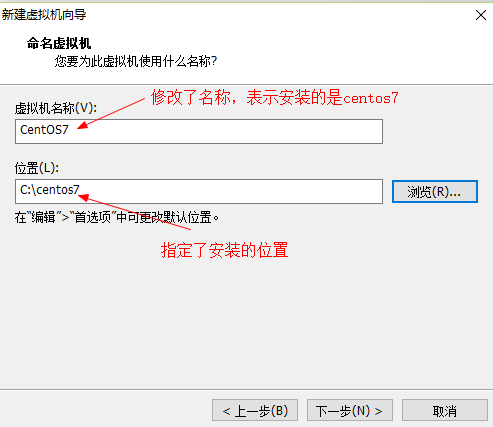 新建虚拟机向导
命名虚拟机
您要为此虚拟机使用什么名称?
修改了名称，表示安装的是centos7
虚拟机名称(V):
CentOS7
位置(L):
C:\centos7
浏览(R)...
在“编辑”>“首选项”中可更改默认位置。
指定了安装的位置
< 上一步(B)
下一步(N) >
取消